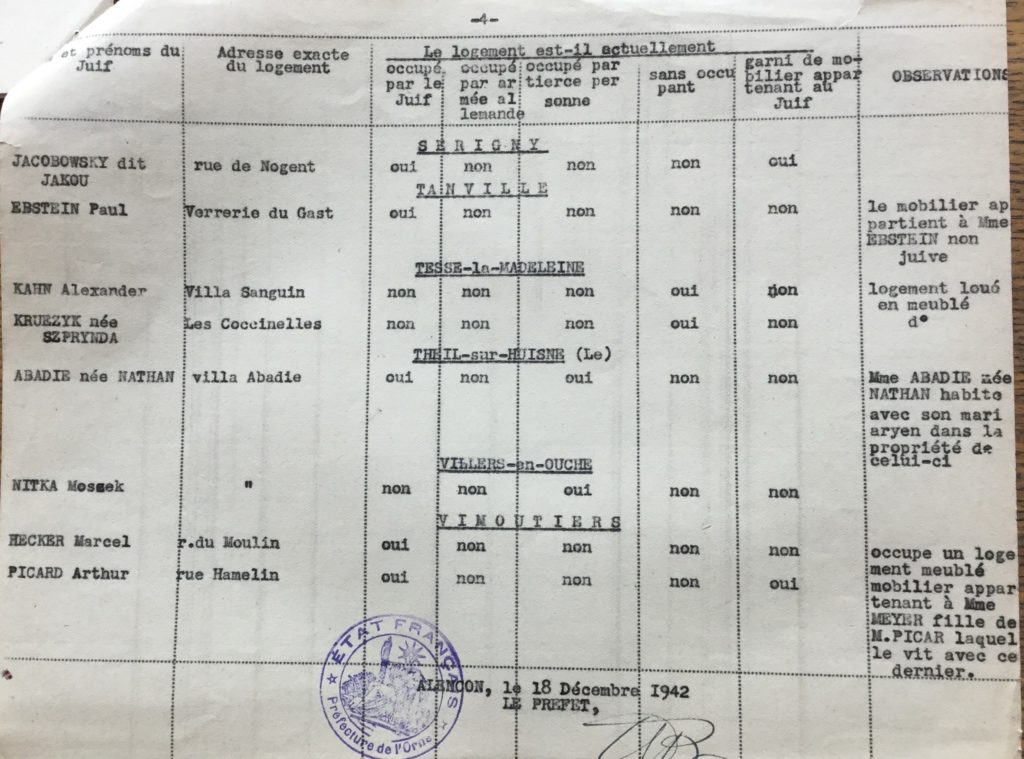 -4-
et prénoms du
Juif
Adresse exacte
du logement
Le logement est-il actuellement
occupé
par le
Juif
occupé
par ar
mée al
lemande
occupé par
tierce per
sonne
sans occu
pant
garni de mo-
bilier appar
tenant au
Juif
OBSERVATIONS
SERIGNY
JACOBOWSKY dit
JAKOU
rue de Nogent oui non non non oui
TANVILLE
EBSTEIN Paul Verrerie du Gast oui non non non non
le mobilier ap
partient à Mme
EBSTEIN non
juive
TESSE-la-MADELEINE
KAHN Alexander Villa Sanguin non non non oui non
logement loué
en meublé
KRUEZYK née
SZPRYNDA
Les Coccinelles non non non oui non
d°
THEIL-sur-HUISNE (Le)
ABADIE née NATHAN villa Abadie oui non oui non non
Mme ABADIE née
NATHAN habite
avec son mari
aryen dans la
propriété de
celui-ci
VILLERS-en-OUCHE
NITKA Moszek " non non oui non non
VIMOUTIERS
HECKER Marcel r.du Moulin oui non non non non
occupe un loge
ment meublé
PICARD Arthur rue Hamelin oui non non non oui
mobilier appar
tenant à Mme
MEYER fille de
M.PICAR laquel
le vit avec ce
dernier.
ÉTAT FRANÇAIS
Préfecture de l'Orne
ALENCON, le 18 Décembre 1942
LE PREFET,